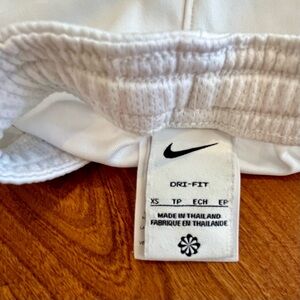 DRI-FIT
XS TP ECH EP
MADE IN THAILAND
FABRIQUE EN THAILANDE